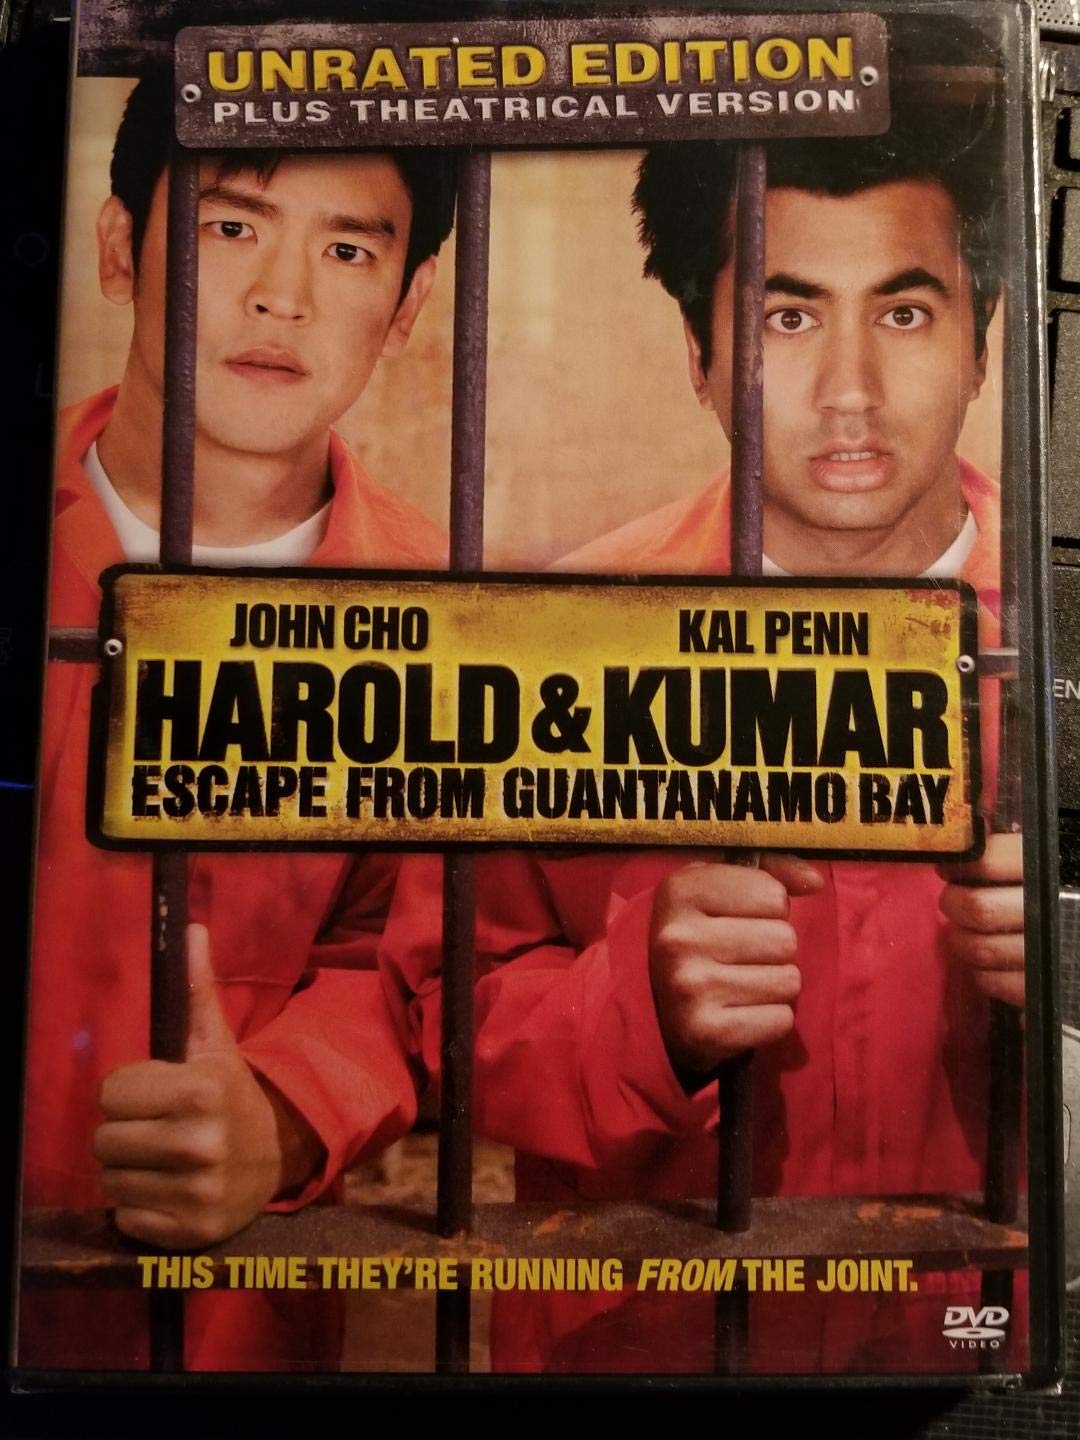 UNRATED EDITION
PLUS THEATRICAL VERSION
JOHN CHO KAL PENN
HAROLD & KUMAR
ESCAPE FROM GUANTANAMO BAY
THIS TIME THEY'RE RUNNING FROM THE JOINT.
DVD
VIDEO
EN